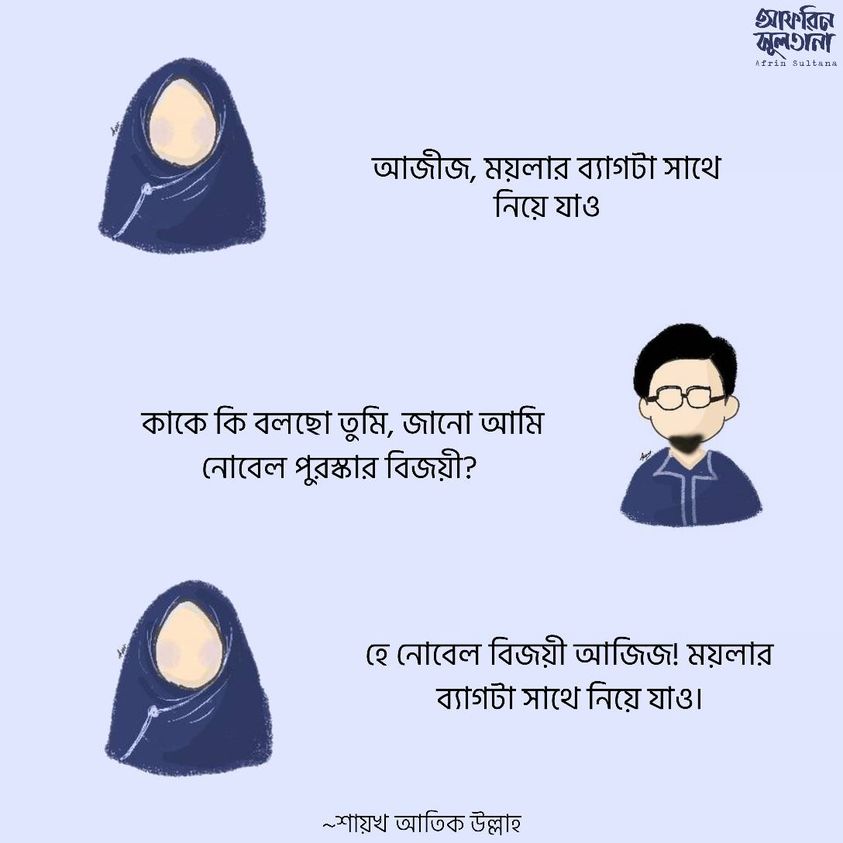 আফরিন
সুলতানা
Afrin Sultana
আজীজ, ময়লার ব্যাগটা সাথে
নিয়ে যাও
কাকে কি বলছো তুমি, জানো আমি
নোবেল পুরস্কার বিজয়ী?
হে নোবেল বিজয়ী আজিজ! ময়লার
ব্যাগটা সাথে নিয়ে যাও।
~শায়খ আতিক উল্লাহ